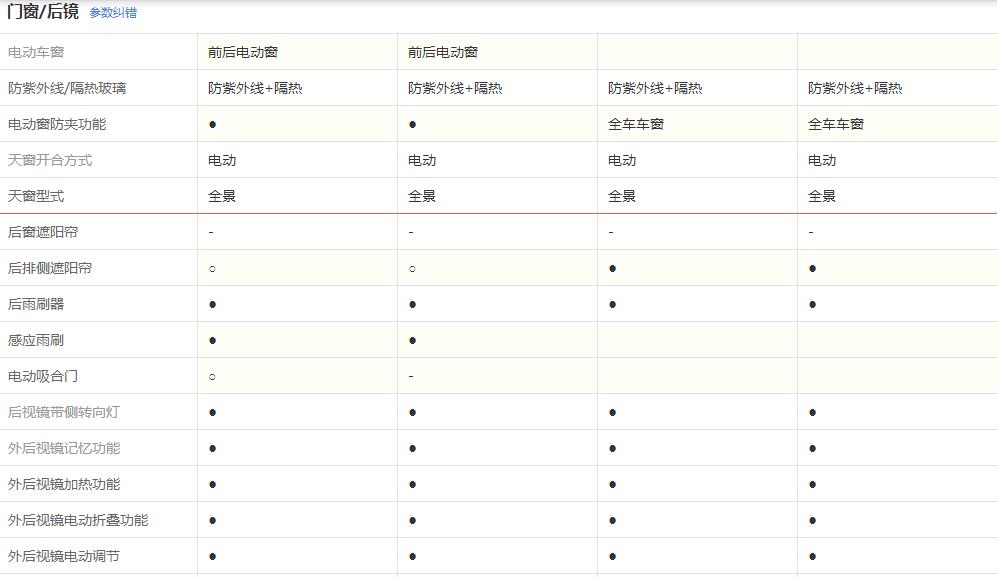 门窗/后镜 参数纠错
电动车窗 前后电动窗 前后电动窗
防紫外线/隔热玻璃 防紫外线+隔热 防紫外线+隔热 防紫外线+隔热 防紫外线+隔热
电动窗防夹功能 ● ● 全车车窗 全车车窗
天窗开合方式 电动 电动 电动 电动
天窗型式 全景 全景 全景 全景
后窗遮阳帘 - - - -
后排侧遮阳帘 ○ ○ ● ●
后雨刷器 ● ● ● ●
感应雨刷 ● ●
电动吸合门 ○ -
后视镜带侧转向灯 ● ● ● ●
外后视镜记忆功能 ● ● ● ●
外后视镜加热功能 ● ● ● ●
外后视镜电动折叠功能 ● ● ● ●
外后视镜电动调节 ● ● ● ●